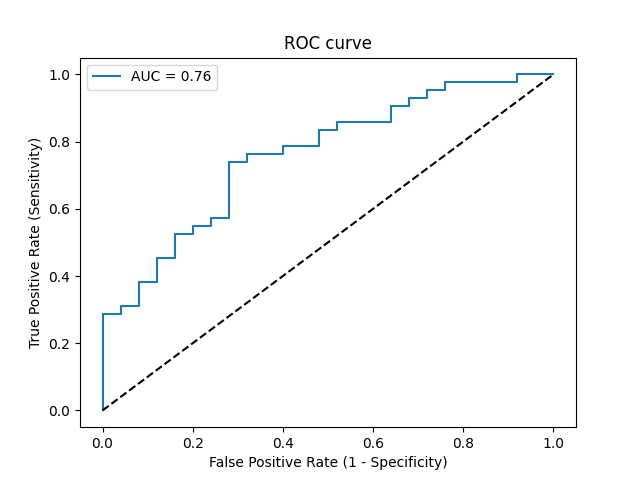 ROC curve
AUC = 0.76
True Positive Rate (Sensitivity)
1.0
0.8
0.6
0.4
0.2
0.0
0.0 0.2 0.4 0.6 0.8 1.0
False Positive Rate (1 - Specificity)